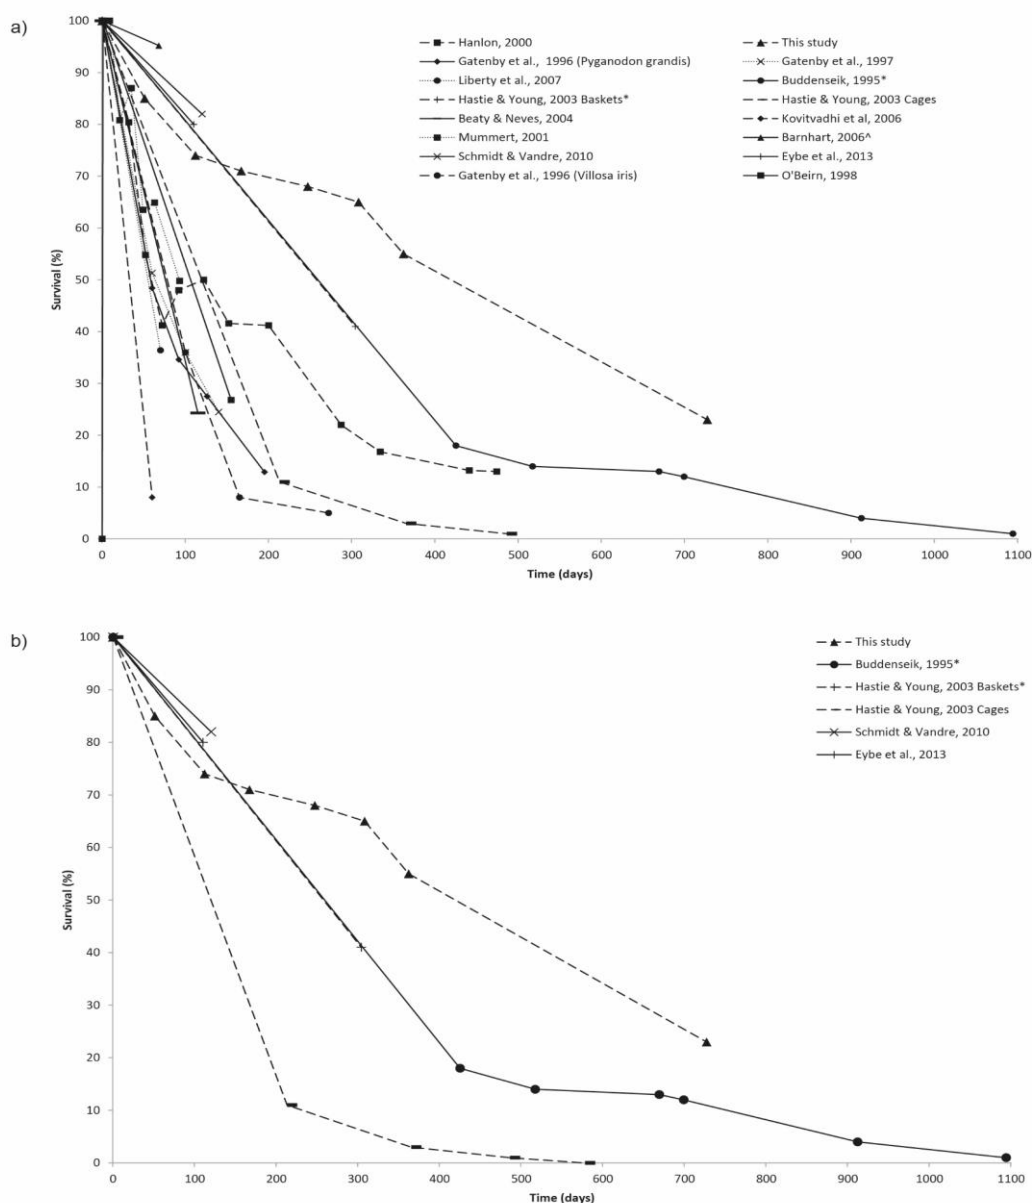 a)
100
90
80
70
60
50
40
30
20
10
0
Survival (%)
0 100 200 300 400 500 600 700 800 900 1000 1100
Time (days)
Hanlon, 2000
Gatenby et al., 1996 (Pyganodon grandis)
Liberty et al., 2007
Hastie & Young, 2003 Baskets*
Beaty & Neves, 2004
Mummert, 2001
Schmidt & Vandre, 2010
Gatenby et al., 1996 (Villosa iris)
This study
Gatenby et al., 1997
Buddenseik, 1995*
Hastie & Young, 2003 Cages
Kovitvadhi et al, 2006
Barnhart, 2006^
Eybe et al., 2013
O'Beirn, 1998
b)
100
90
80
70
60
50
40
30
20
10
0
Survival (%)
0 100 200 300 400 500 600 700 800 900 1000 1100
Time (days)
This study
Buddenseik, 1995*
Hastie & Young, 2003 Baskets*
Hastie & Young, 2003 Cages
Schmidt & Vandre, 2010
Eybe et al., 2013